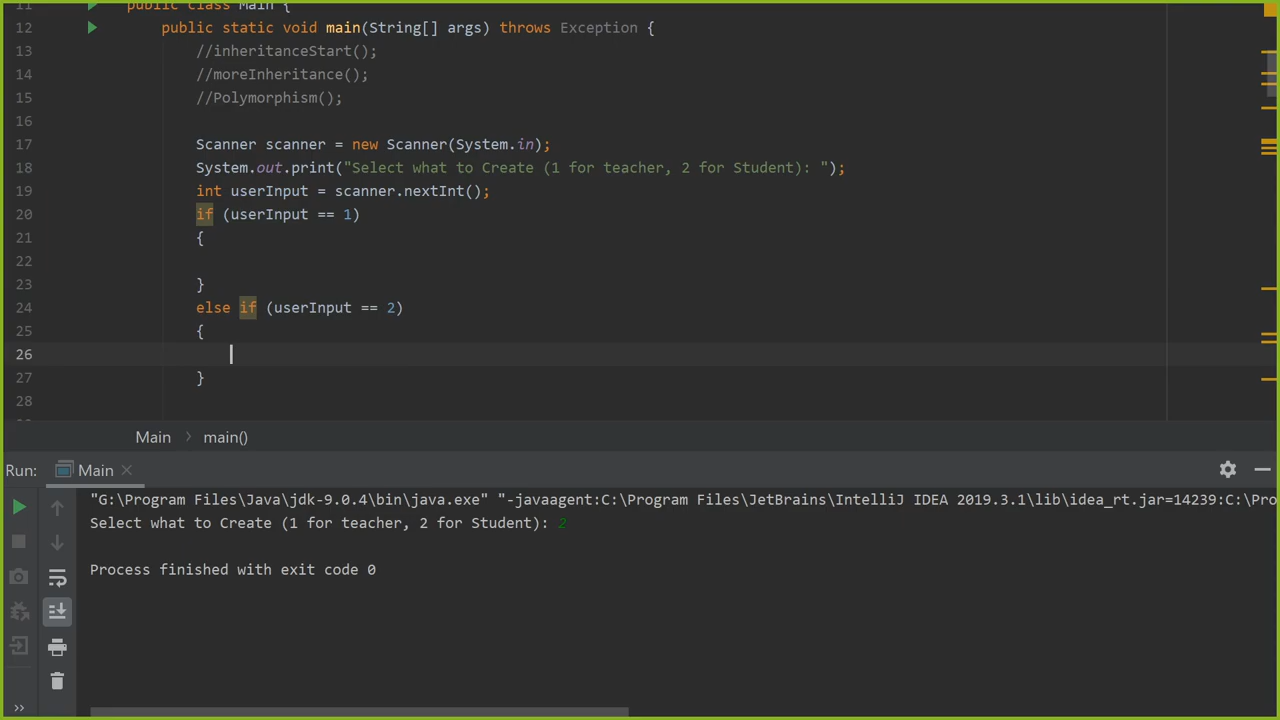 11 public class Main {
12 public static void main(String[] args) throws Exception {
13 //inheritanceStart();
14 //moreInheritance();
15 //Polymorphism();
16
17 Scanner scanner = new Scanner(System.in);
18 System.out.print("Select what to Create (1 for teacher, 2 for Student): ");
19 int userInput = scanner.nextInt();
20 if (userInput == 1)
21 {
22
23 }
24 else if (userInput == 2)
25 {
26
27 }
28
Main > main()
Run: Main ×
"G:\Program Files\Java\jdk-9.0.4\bin\java.exe" "-javaagent:C:\Program Files\JetBrains\IntelliJ IDEA 2019.3.1\lib\idea_rt.jar=14239:C:\Pro
Select what to Create (1 for teacher, 2 for Student): 2
Process finished with exit code 0